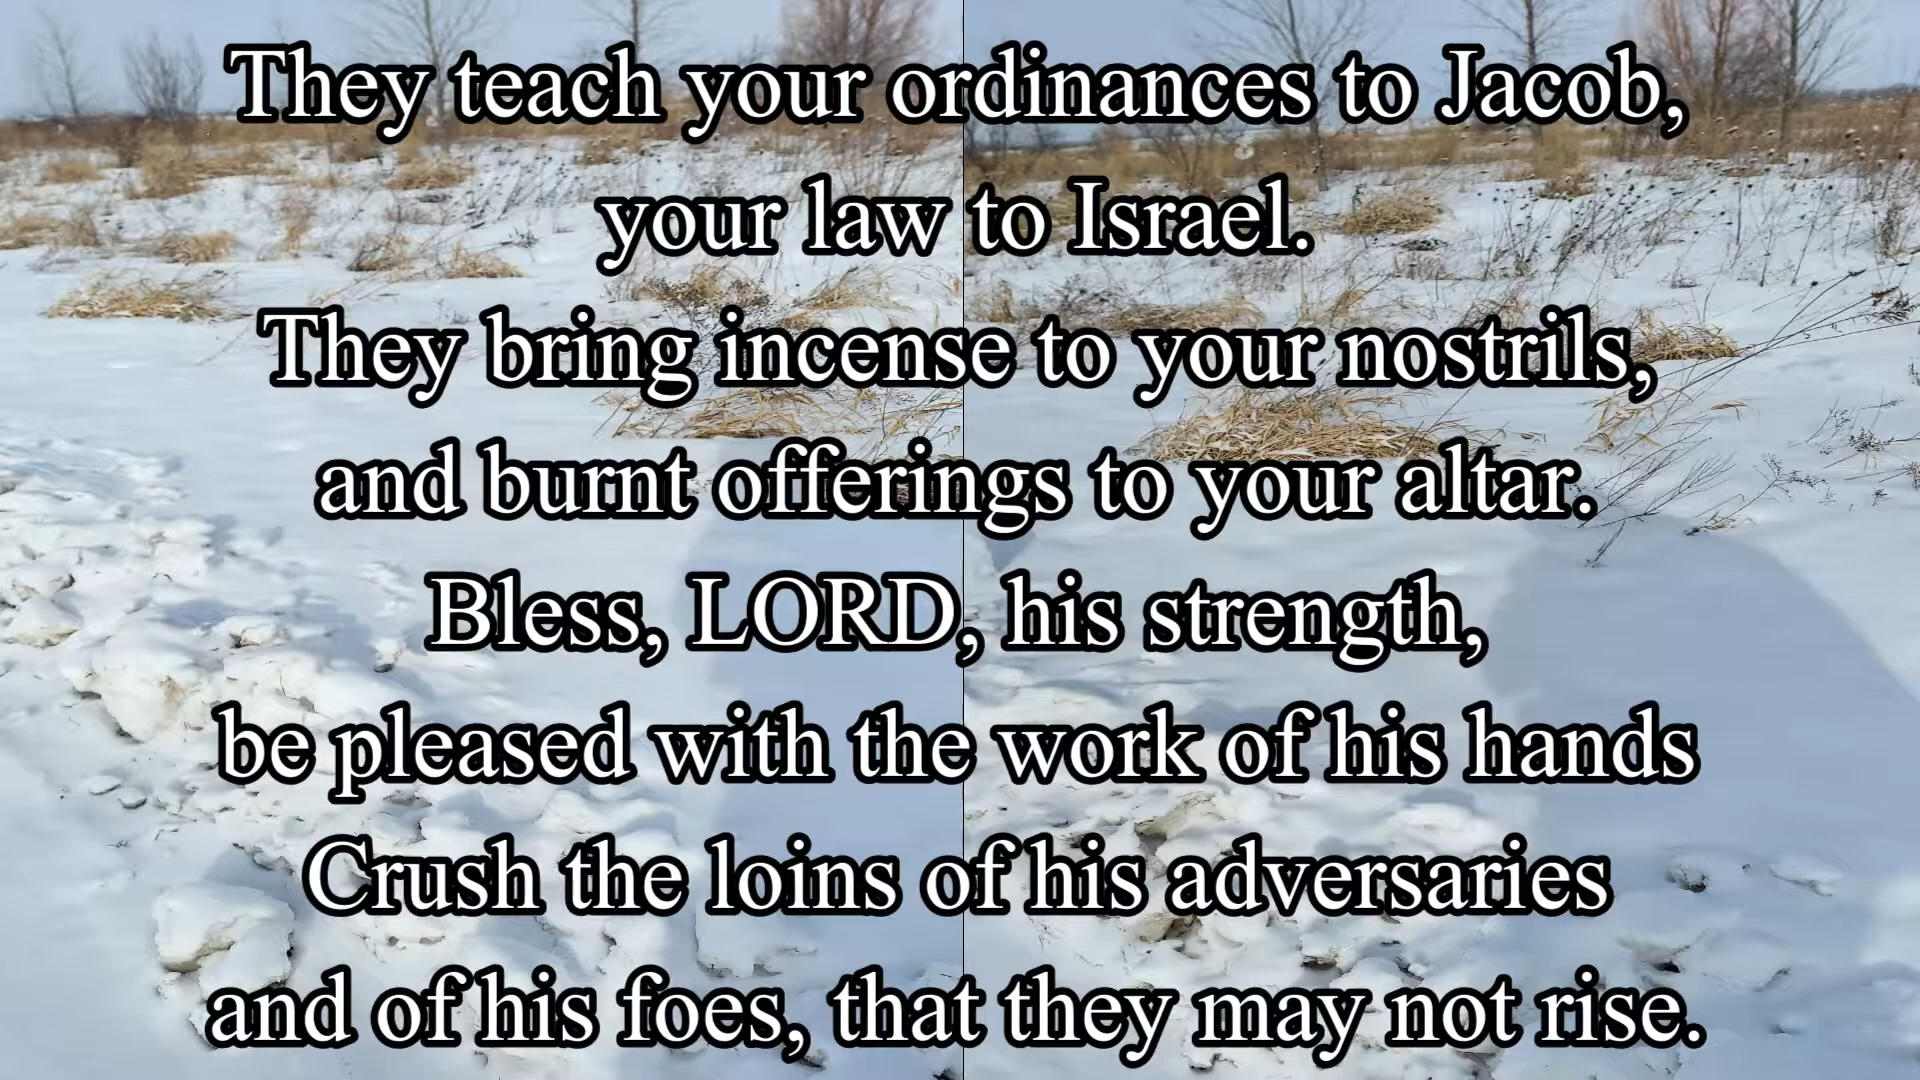 They teach your ordinances to Jacob,
your law to Israel.
They bring incense to your nostrils,
and burnt offerings to your altar.
Bless, LORD, his strength,
be pleased with the work of his hands
Crush the loins of his adversaries
and of his foes, that they may not rise.